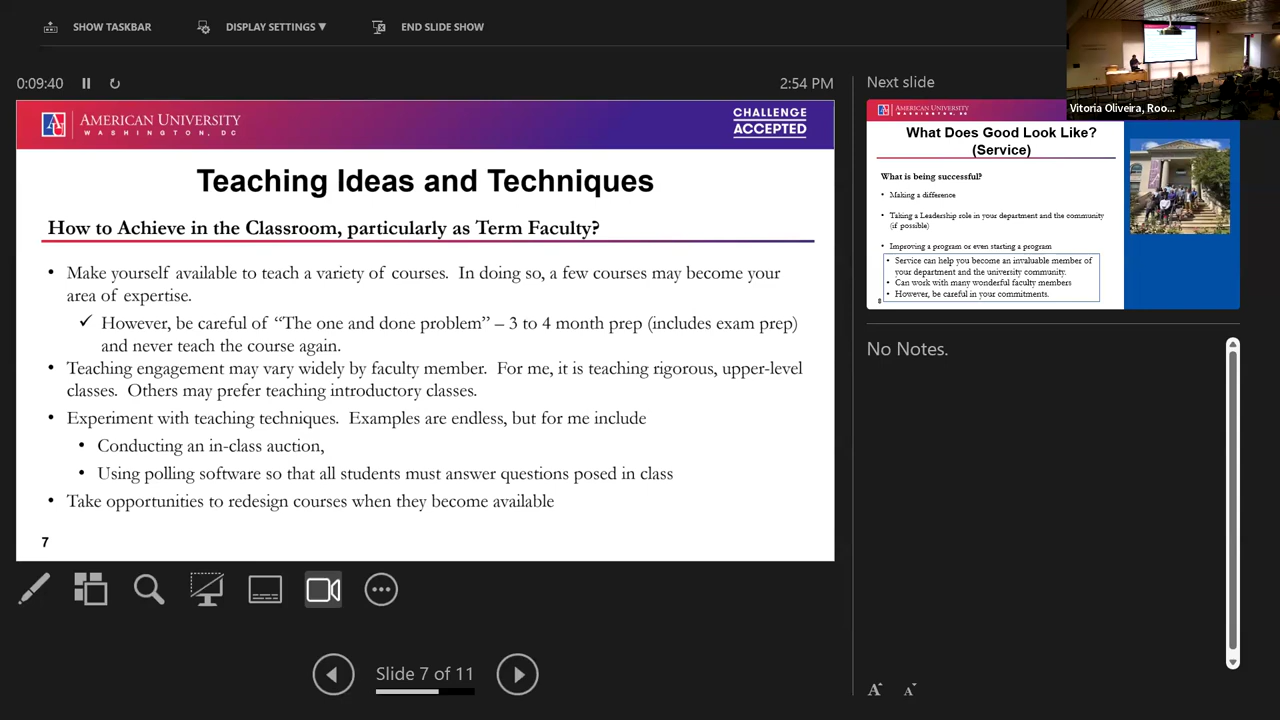 SHOW TASKBAR
DISPLAY SETTINGS ▼
END SLIDE SHOW
0:09:40
2:54 PM
AMERICAN UNIVERSITY
WASHINGTON, DC
CHALLENGE
ACCEPTED
Teaching Ideas and Techniques
How to Achieve in the Classroom, particularly as Term Faculty?
• Make yourself available to teach a variety of courses. In doing so, a few courses may become your
area of expertise.
✓ However, be careful of “The one and done problem” – 3 to 4 month prep (includes exam prep)
and never teach the course again.
• Teaching engagement may vary widely by faculty member. For me, it is teaching rigorous, upper-level
classes. Others may prefer teaching introductory classes.
• Experiment with teaching techniques. Examples are endless, but for me include
• Conducting an in-class auction,
• Using polling software so that all students must answer questions posed in class
• Take opportunities to redesign courses when they become available
7
Slide 7 of 11
Next slide
Vitoria Oliveira, Roo...
AMERICAN UNIVERSITY
What Does Good Look Like?
(Service)
What is being successful?
• Making a difference
• Taking a Leadership role in your department and the community
(if possible)
• Improving a program or even starting a program
• Service can help you become an invaluable member of
your department and the university community.
• Can work with many wonderful faculty members
• However, be careful in your commitments.
8
No Notes.
A A